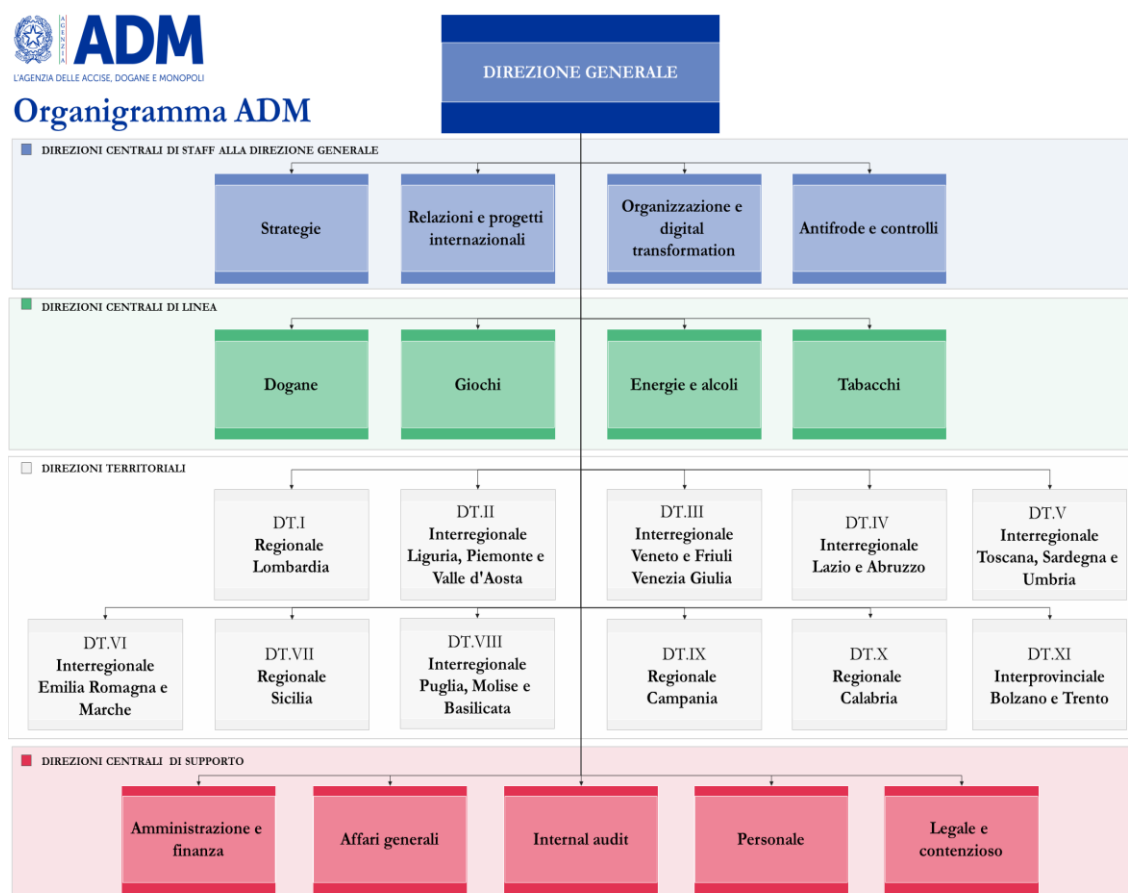 AGENZIA
ADM
L'AGENZIA DELLE ACCISE, DOGANE E MONOPOLI
Organigramma ADM
DIREZIONE GENERALE
DIREZIONI CENTRALI DI STAFF ALLA DIREZIONE GENERALE
Strategie
Relazioni e progetti
internazionali
Organizzazione e
digital
transformation
Antifrode e controlli
DIREZIONI CENTRALI DI LINEA
Dogane
Giochi
Energie e alcoli
Tabacchi
DIREZIONI TERRITORIALI
DT.I
Regionale
Lombardia
DT.II
Interregionale
Liguria, Piemonte e
Valle d'Aosta
DT.III
Interregionale
Veneto e Friuli
Venezia Giulia
DT.IV
Interregionale
Lazio e Abruzzo
DT.V
Interregionale
Toscana, Sardegna e
Umbria
DT.VI
Interregionale
Emilia Romagna e
Marche
DT.VII
Regionale
Sicilia
DT.VIII
Interregionale
Puglia, Molise e
Basilicata
DT.IX
Regionale
Campania
DT.X
Regionale
Calabria
DT.XI
Interprovinciale
Bolzano e Trento
DIREZIONI CENTRALI DI SUPPORTO
Amministrazione e
finanza
Affari generali
Internal audit
Personale
Legale e
contenzioso